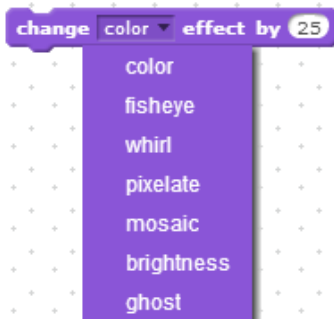 change color effect by 25
color
fisheye
whirl
pixelate
mosaic
brightness
ghost